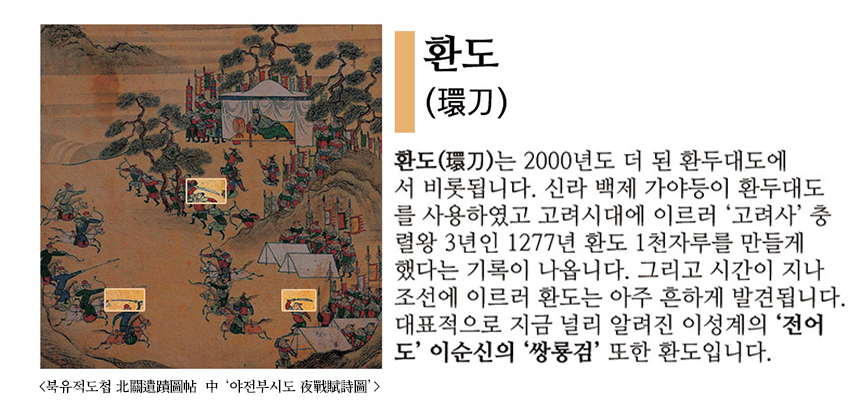 환도
(環刀)
환도(環刀)는 2000년도 더 된 환두대도에
서 비롯됩니다. 신라 백제 가야등이 환두대도
를 사용하였고 고려시대에 이르러 ‘고려사’ 충
렬왕 3년인 1277년 환도 1천자루를 만들게
했다는 기록이 나옵니다. 그리고 시간이 지나
조선에 이르러 환도는 아주 흔하게 발견됩니다.
대표적으로 지금 널리 알려진 이성계의 ‘전어
도’ 이순신의 ‘쌍룡검’ 또한 환도입니다.
<북유적도첩 北關遺蹟圖帖 中 ‘야전부시도 夜戰賦詩圖’>